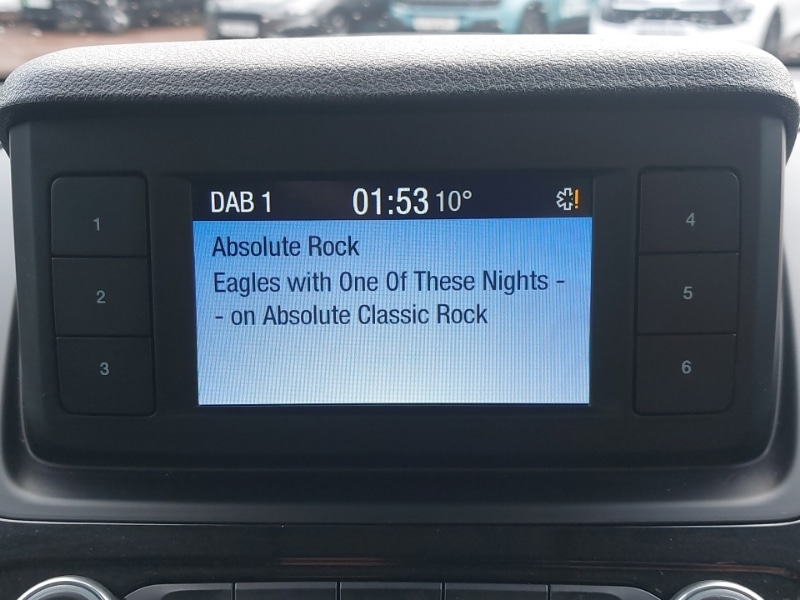 DAB 1 01:53 10° !
Absolute Rock
Eagles with One Of These Nights -
- on Absolute Classic Rock
1
2
3
4
5
6